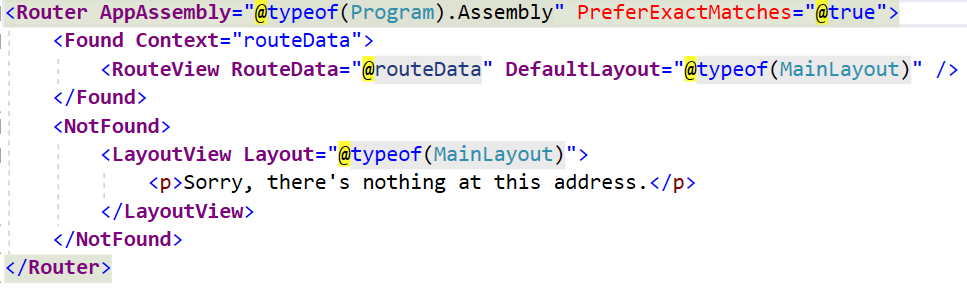 <Router AppAssembly="@typeof(Program).Assembly" PreferExactMatches="@true">
    <Found Context="routeData">
        <RouteView RouteData="@routeData" DefaultLayout="@typeof(MainLayout)" />
    </Found>
    <NotFound>
        <LayoutView Layout="@typeof(MainLayout)">
            <p>Sorry, there's nothing at this address.</p>
        </LayoutView>
    </NotFound>
</Router>